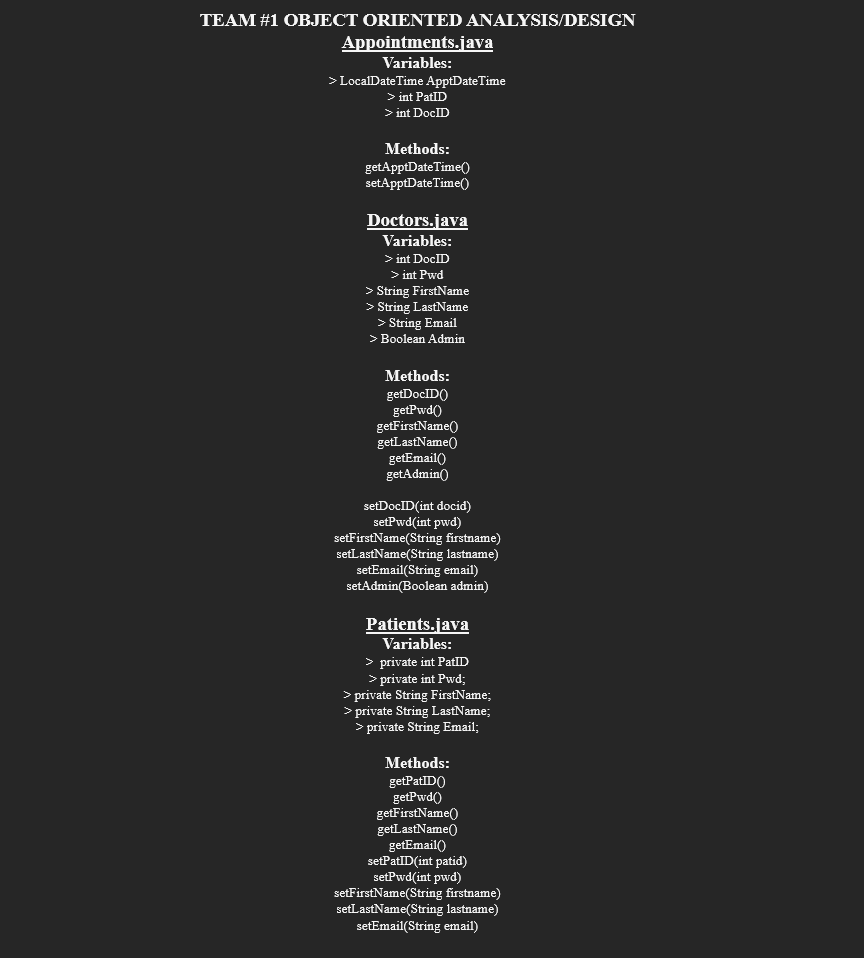 TEAM #1 OBJECT ORIENTED ANALYSIS/DESIGN
Appointments.java
Variables:
> LocalDateTime ApptDateTime
> int PatID
> int DocID
Methods:
getApptDateTime()
setApptDateTime()
Doctors.java
Variables:
> int DocID
> int Pwd
> String FirstName
> String LastName
> String Email
> Boolean Admin
Methods:
getDocID()
getPwd()
getFirstName()
getLastName()
getEmail()
getAdmin()
setDocID(int docid)
setPwd(int pwd)
setFirstName(String firstname)
setLastName(String lastname)
setEmail(String email)
setAdmin(Boolean admin)
Patients.java
Variables:
>  private int PatID
> private int Pwd;
> private String FirstName;
> private String LastName;
> private String Email;
Methods:
getPatID()
getPwd()
getFirstName()
getLastName()
getEmail()
setPatID(int patid)
setPwd(int pwd)
setFirstName(String firstname)
setLastName(String lastname)
setEmail(String email)